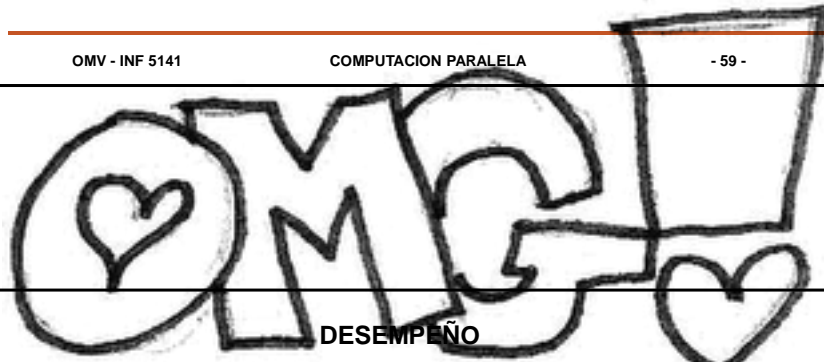 OMV - INF 5141 COMPUTACION PARALELA - 59 -
OMG!
DESEMPEÑO